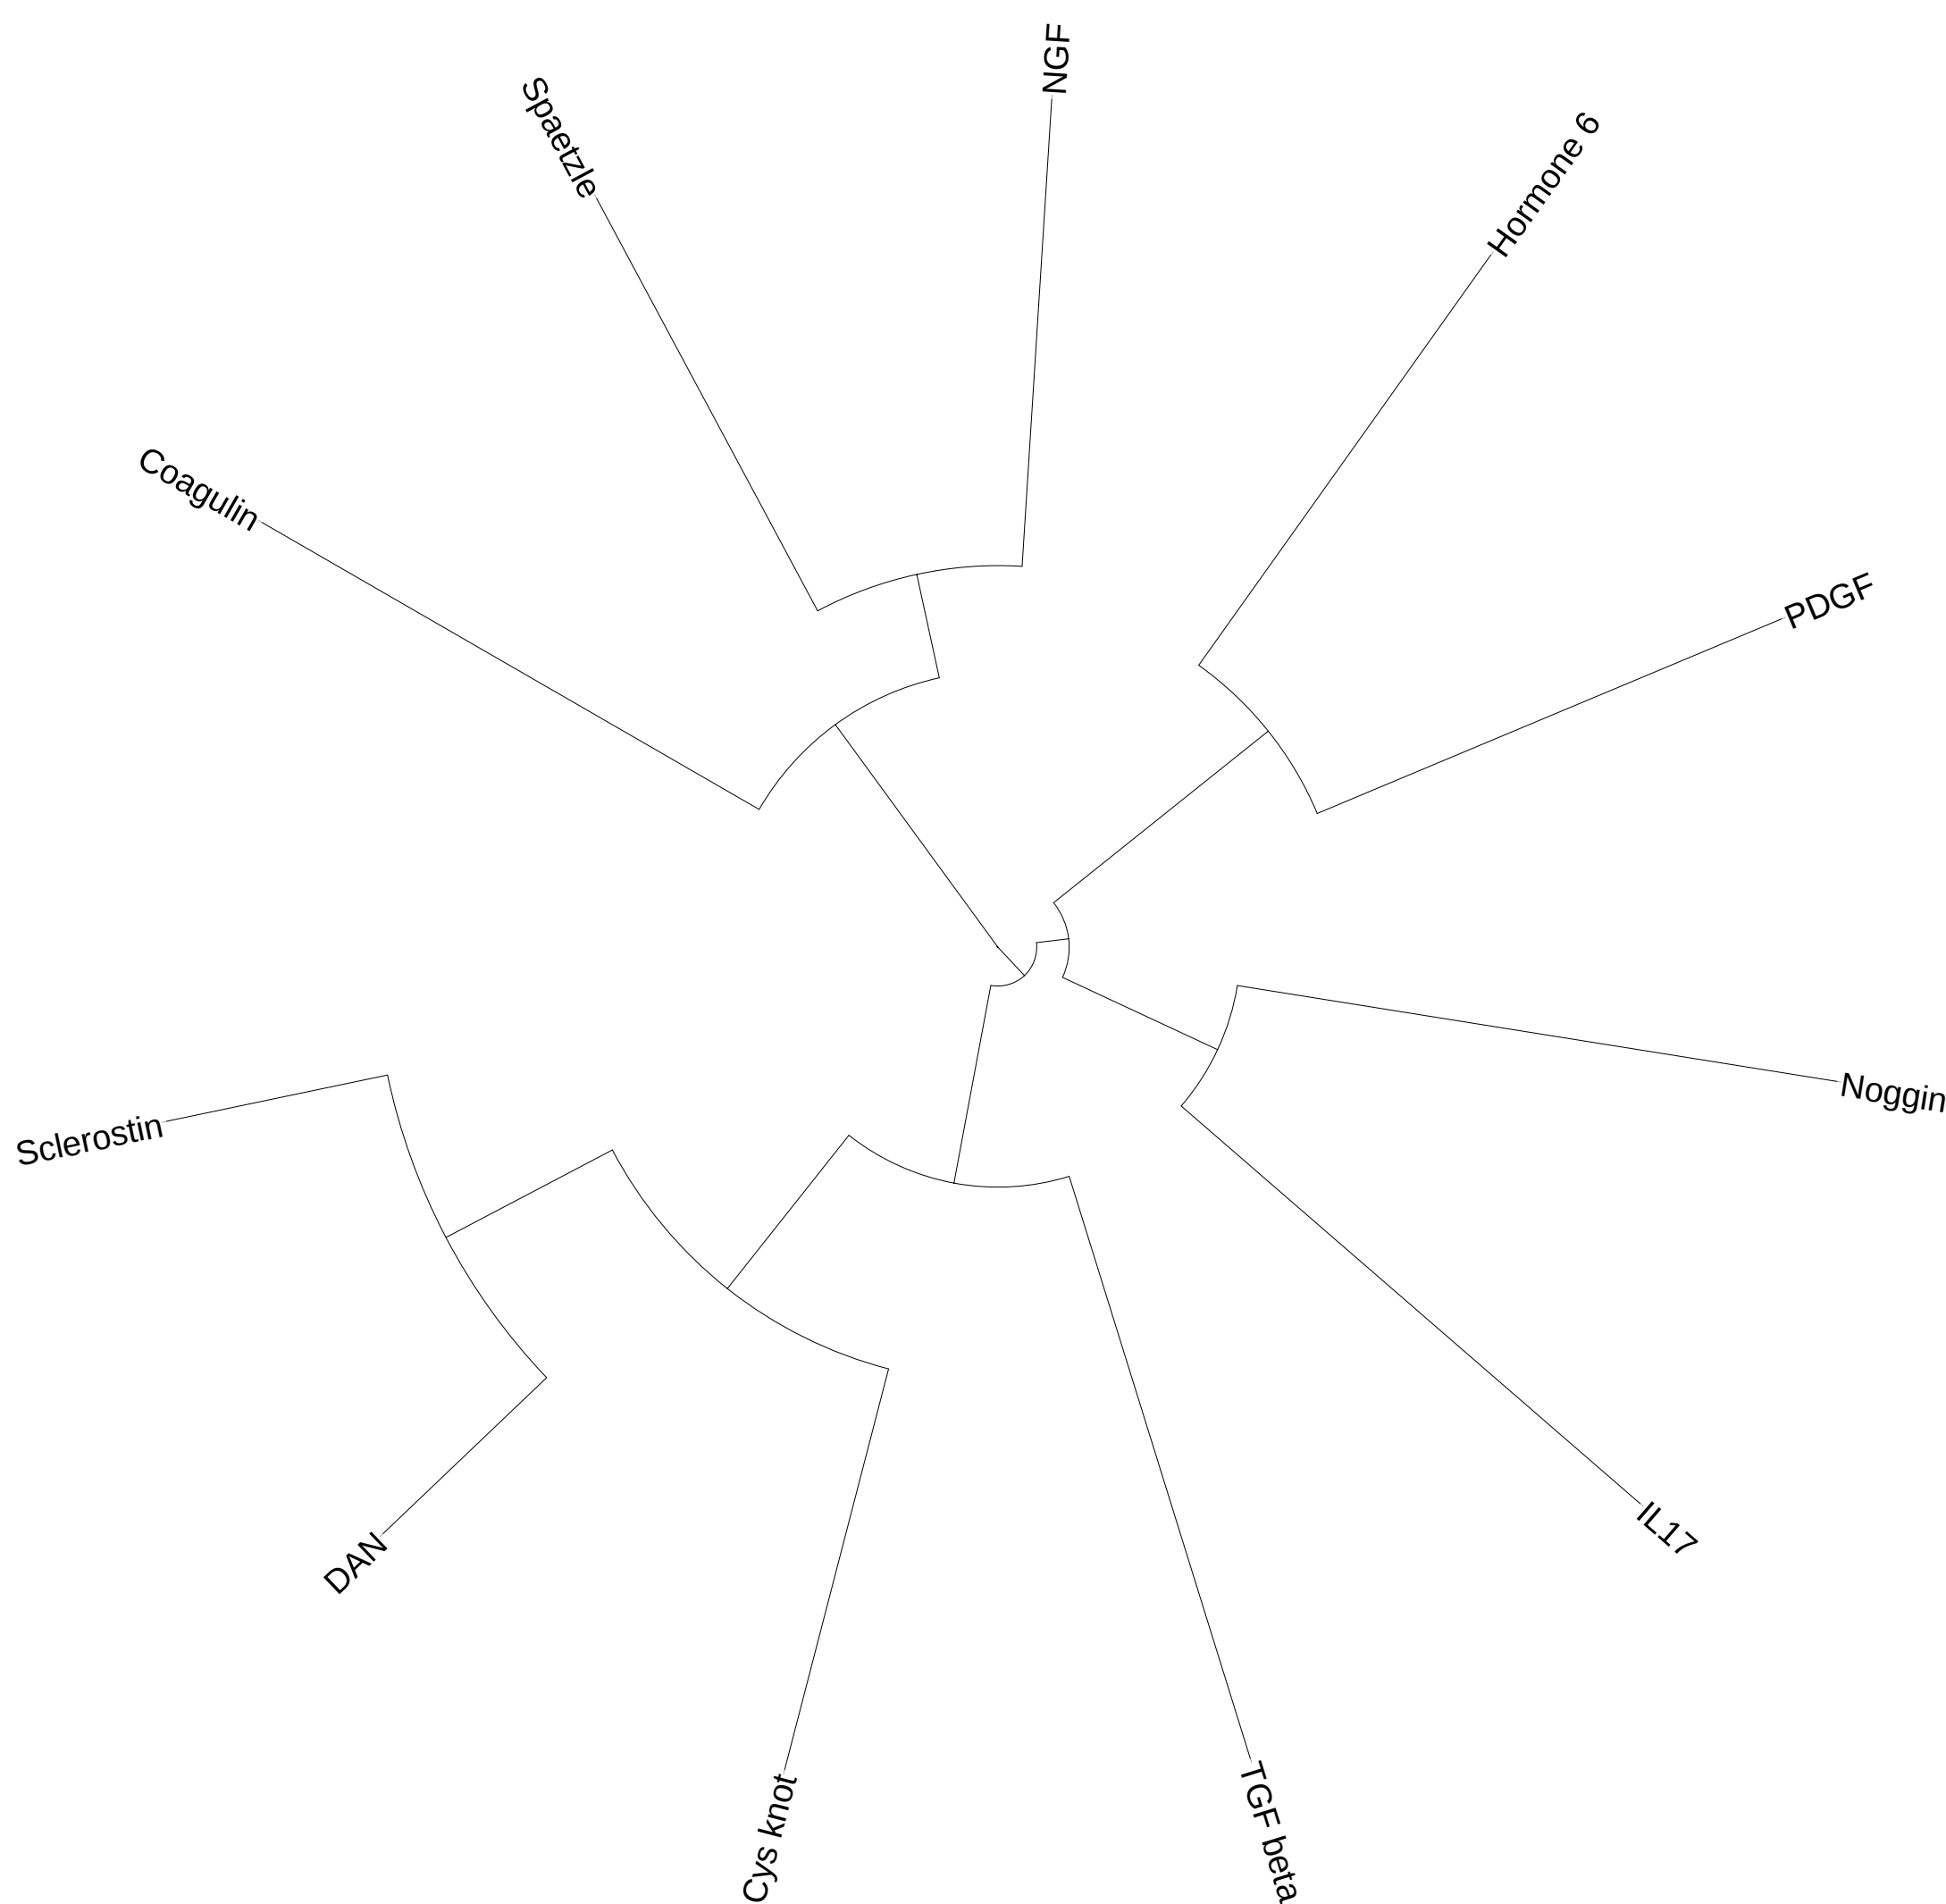 NGF
Spaetzle
Hormone 6
Coagulin
PDGF
Noggin
Sclerostin
IL17
DAN
TGF beta
Cys knot